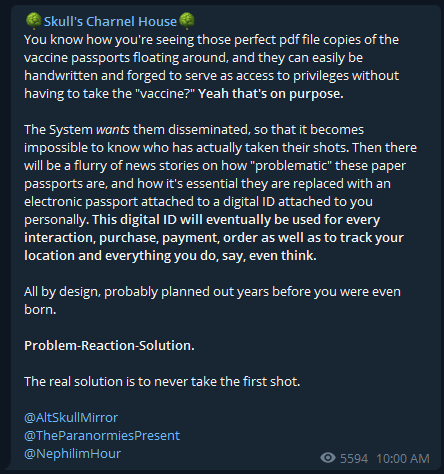 🌳Skull's Charnel House🌳
You know how you're seeing those perfect pdf file copies of the
vaccine passports floating around, and they can easily be
handwritten and forged to serve as access to privileges without
having to take the "vaccine?" Yeah that's on purpose.
The System wants them disseminated, so that it becomes
impossible to know who has actually taken their shots. Then there
will be a flurry of news stories on how "problematic" these paper
passports are, and how it's essential they are replaced with an
electronic passport attached to a digital ID attached to you
personally. This digital ID will eventually be used for every
interaction, purchase, payment, order as well as to track your
location and everything you do, say, even think.
All by design, probably planned out years before you were even
born.
Problem-Reaction-Solution.
The real solution is to never take the first shot.
@AltSkullMirror
@TheParanormiesPresent
@NephilimHour
5594 10:00 AM